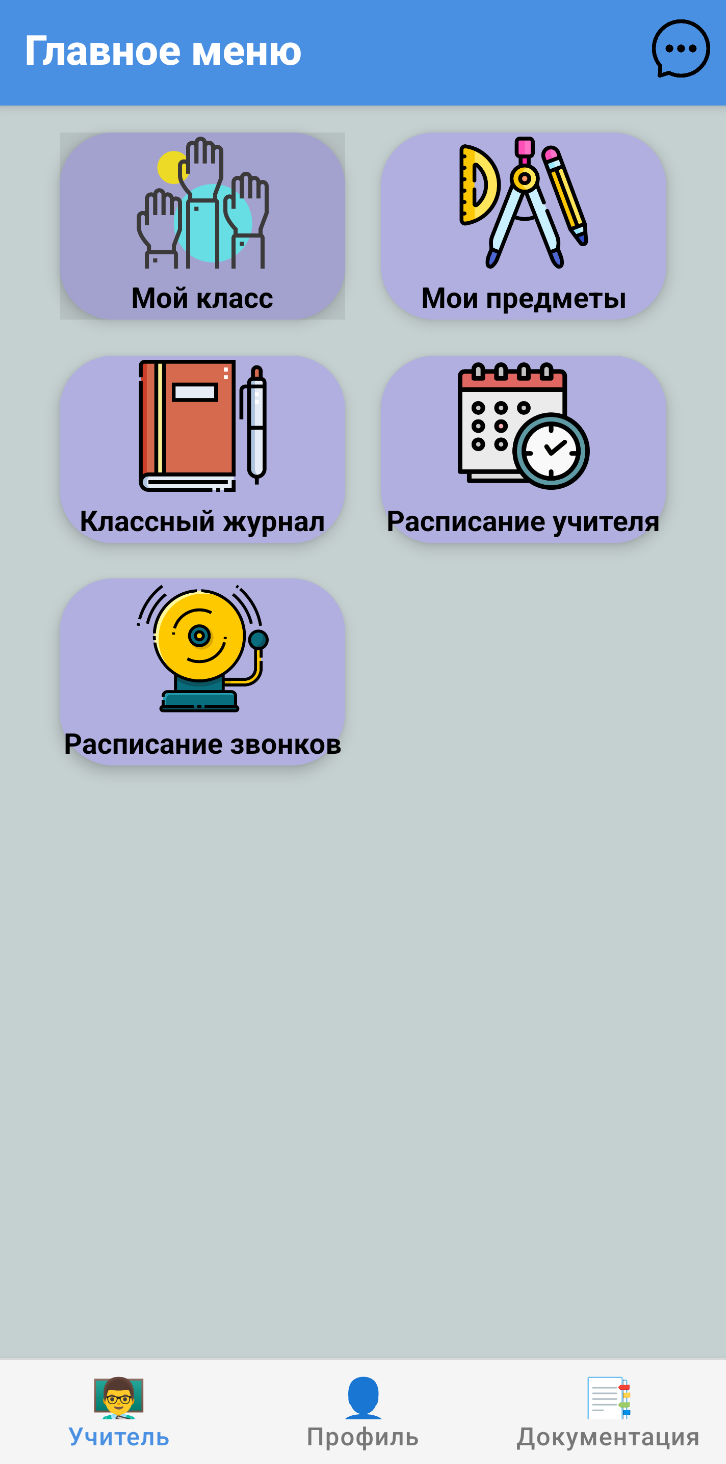 Главное меню
Мой класс
Мои предметы
Классный журнал
Расписание учителя
Расписание звонков
Учитель
Профиль
Документация